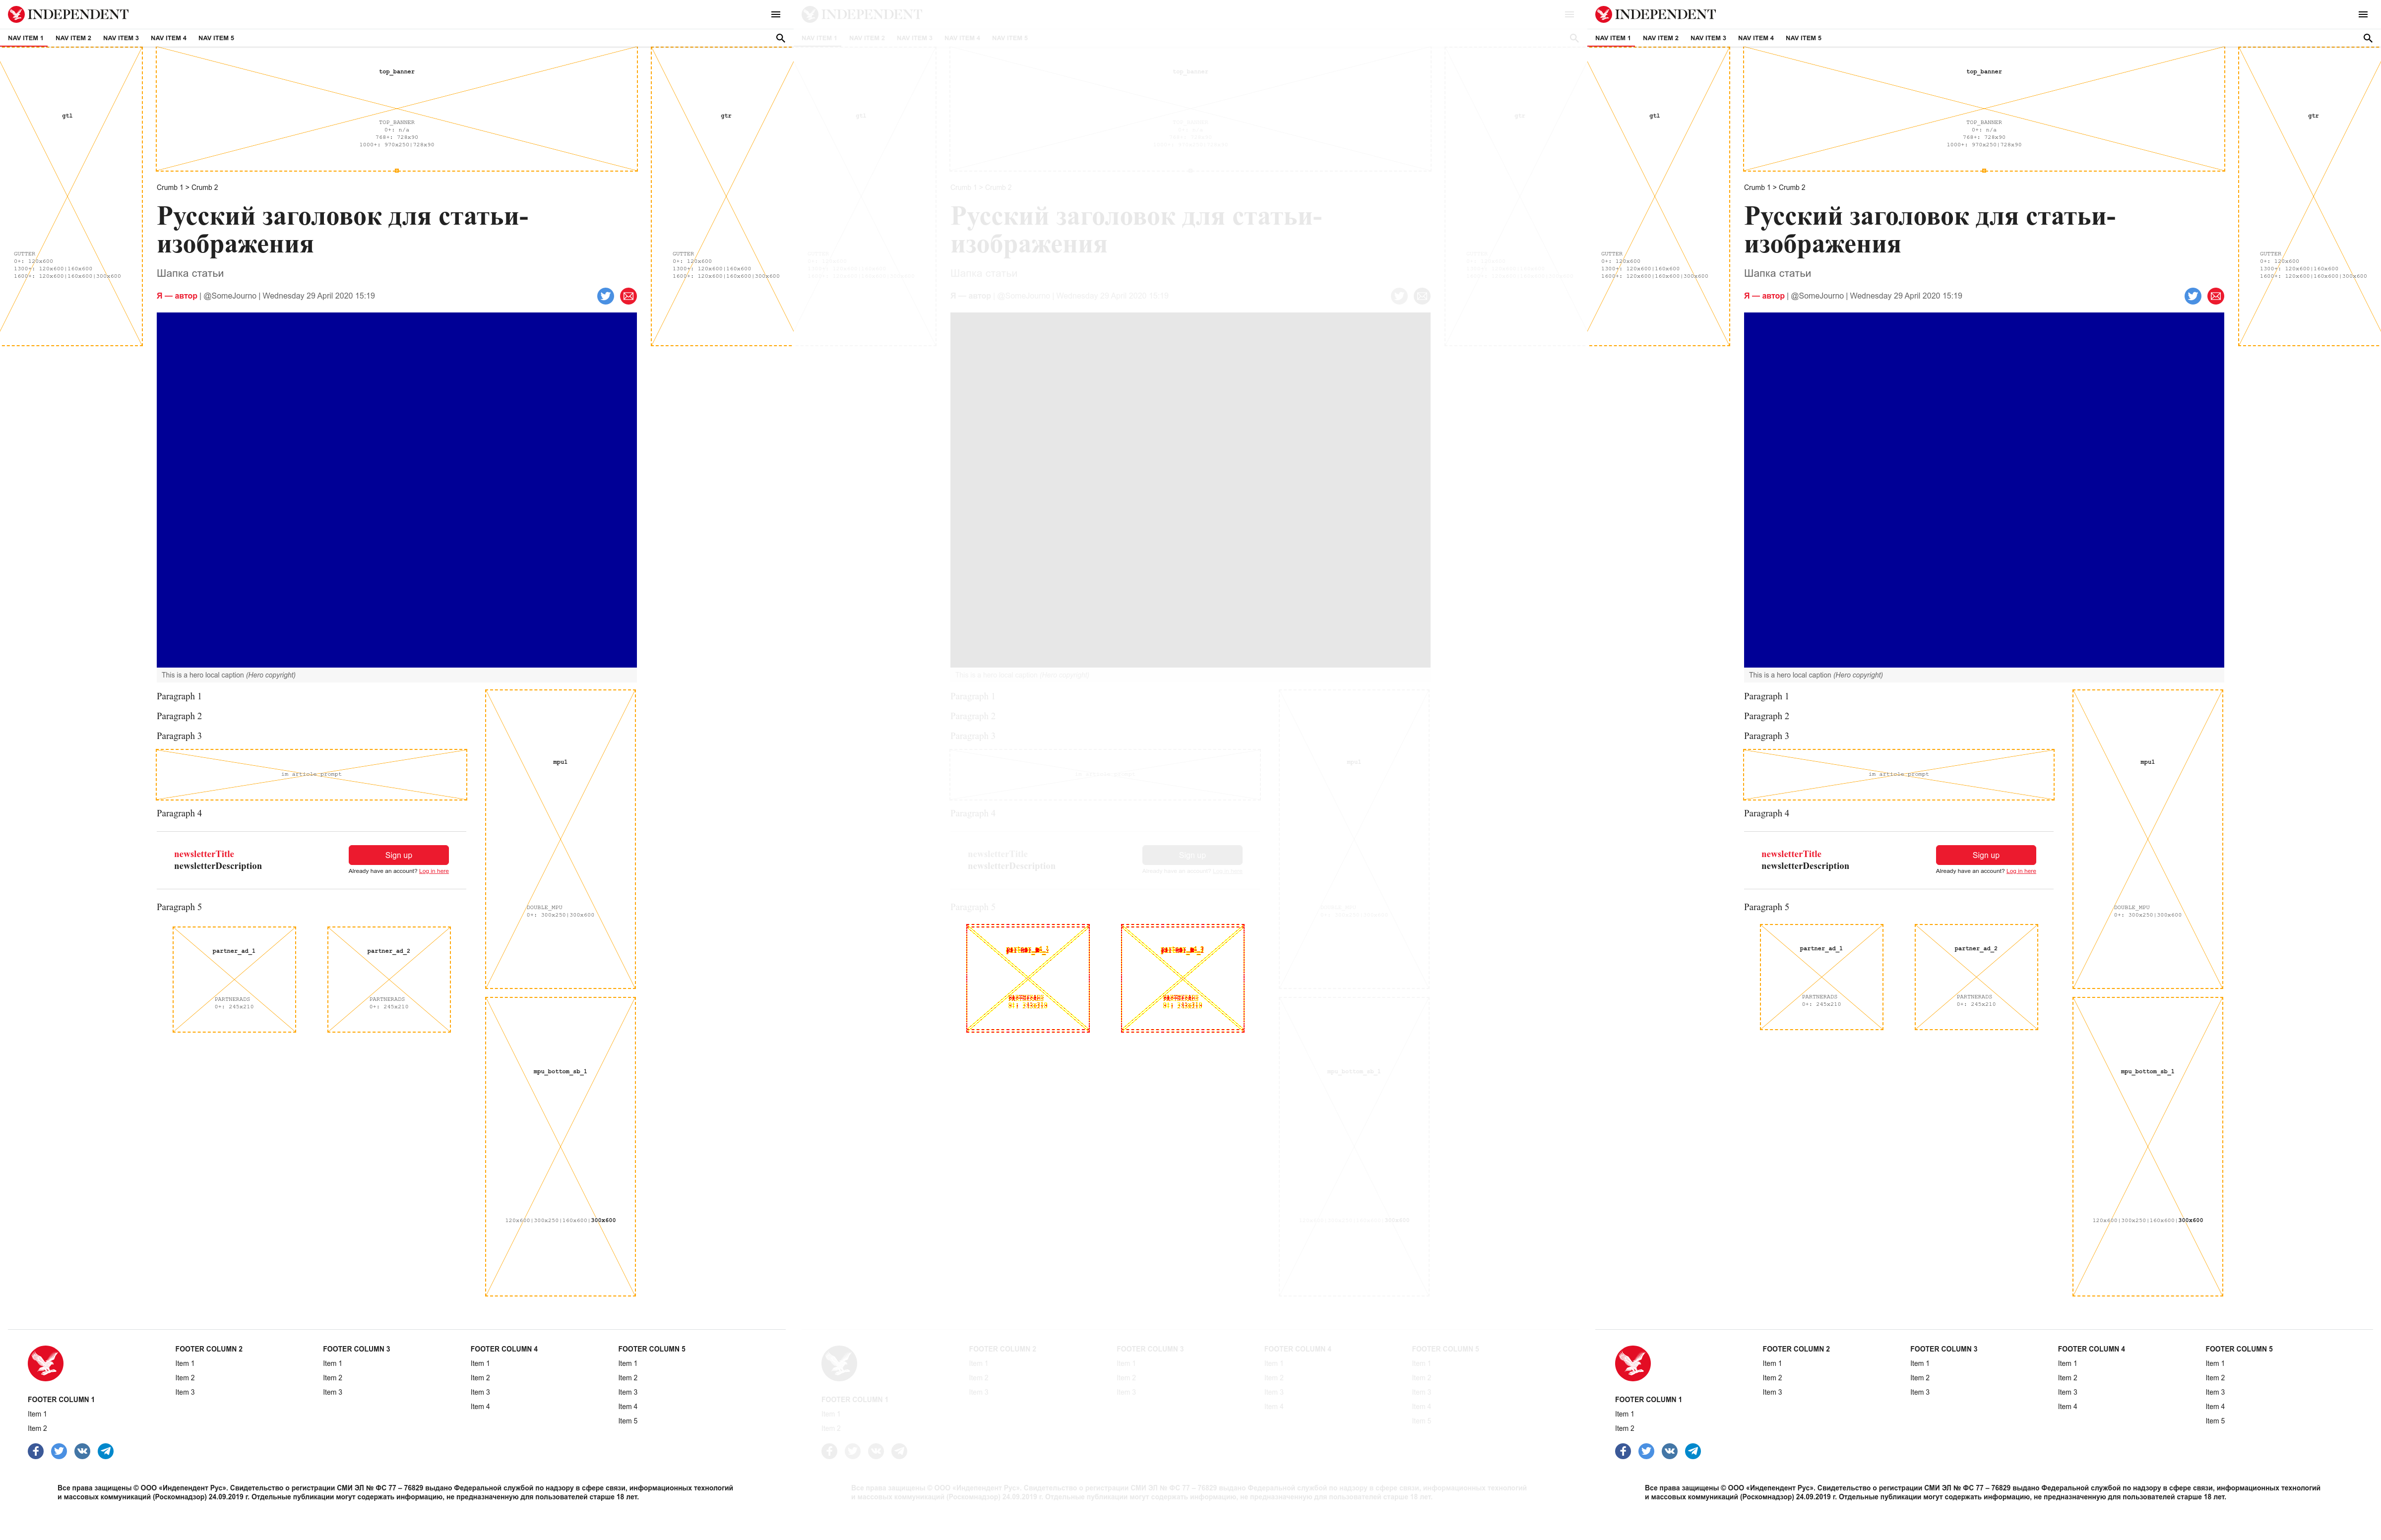 INDEPENDENT
NAV ITEM 1 NAV ITEM 2 NAV ITEM 3 NAV ITEM 4 NAV ITEM 5
top_banner
gtl
gtr
TOP_BANNER
0+: n/a
768+: 728x90
1000+: 970x250|728x90
Crumb 1 > Crumb 2
Русский заголовок для статьи-
изображения
GUTTER
0+: 120x600
1300+: 120x600|160x600
1600+: 120x600|160x600|300x600
GUTTER
0+: 120x600
1300+: 120x600|160x600
1600+: 120x600|160x600|300x600
Шапка статьи
Я — автор | @SomeJourno | Wednesday 29 April 2020 15:19
This is a hero local caption (Hero copyright)
Paragraph 1
Paragraph 2
Paragraph 3
mpu1
im article prompt
Paragraph 4
newsletterTitle
newsletterDescription
Sign up
Already have an account? Log in here
Paragraph 5
DOUBLE_MPU
0+: 300x250|300x600
partner_ad_1
partner_ad_2
PARTNERADS
0+: 245x210
PARTNERADS
0+: 245x210
mpu_bottom_sb_1
120x600|300x250|160x600|300x600
FOOTER COLUMN 1
Item 1
Item 2
FOOTER COLUMN 2
Item 1
Item 2
Item 3
FOOTER COLUMN 3
Item 1
Item 2
Item 3
FOOTER COLUMN 4
Item 1
Item 2
Item 3
Item 4
FOOTER COLUMN 5
Item 1
Item 2
Item 3
Item 4
Item 5
Все права защищены © ООО «Индепендент Рус». Свидетельство о регистрации СМИ ЭЛ № ФС 77 – 76829 выдано Федеральной службой по надзору в сфере связи, информационных технологий
и массовых коммуникаций (Роскомнадзор) 24.09.2019 г. Отдельные публикации могут содержать информацию, не предназначенную для пользователей старше 18 лет.
INDEPENDENT
NAV ITEM 1 NAV ITEM 2 NAV ITEM 3 NAV ITEM 4 NAV ITEM 5
top_banner
Crumb 1 > Crumb 2
Русский заголовок для статьи-
изображения
Шапка статьи
Я — автор | @SomeJourno | Wednesday 29 April 2020 15:19
This is a hero local caption (Hero copyright)
Paragraph 1
Paragraph 2
Paragraph 3
Paragraph 4
newsletterTitle
newsletterDescription
Sign up
Already have an account? Log in here
Paragraph 5
FOOTER COLUMN 1
Item 1
Item 2
FOOTER COLUMN 2
Item 1
Item 2
Item 3
FOOTER COLUMN 3
Item 1
Item 2
Item 3
FOOTER COLUMN 4
Item 1
Item 2
Item 3
Item 4
FOOTER COLUMN 5
Item 1
Item 2
Item 3
Item 4
Item 5
Все права защищены © ООО «Индепендент Рус». Свидетельство о регистрации СМИ ЭЛ № ФС 77 – 76829 выдано Федеральной службой по надзору в сфере связи, информационных технологий
и массовых коммуникаций (Роскомнадзор) 24.09.2019 г. Отдельные публикации могут содержать информацию, не предназначенную для пользователей старше 18 лет.
INDEPENDENT
NAV ITEM 1 NAV ITEM 2 NAV ITEM 3 NAV ITEM 4 NAV ITEM 5
top_banner
gtl
gtr
TOP_BANNER
0+: n/a
768+: 728x90
1000+: 970x250|728x90
Crumb 1 > Crumb 2
Русский заголовок для статьи-
изображения
GUTTER
0+: 120x600
1300+: 120x600|160x600
1600+: 120x600|160x600|300x600
GUTTER
0+: 120x600
1300+: 120x600|160x600
1600+: 120x600|160x600|300x600
Шапка статьи
Я — автор | @SomeJourno | Wednesday 29 April 2020 15:19
This is a hero local caption (Hero copyright)
Paragraph 1
Paragraph 2
Paragraph 3
mpu1
im article prompt
Paragraph 4
newsletterTitle
newsletterDescription
Sign up
Already have an account? Log in here
Paragraph 5
DOUBLE_MPU
0+: 300x250|300x600
partner_ad_1
partner_ad_2
PARTNERADS
0+: 245x210
PARTNERADS
0+: 245x210
mpu_bottom_sb_1
120x600|300x250|160x600|300x600
FOOTER COLUMN 1
Item 1
Item 2
FOOTER COLUMN 2
Item 1
Item 2
Item 3
FOOTER COLUMN 3
Item 1
Item 2
Item 3
FOOTER COLUMN 4
Item 1
Item 2
Item 3
Item 4
FOOTER COLUMN 5
Item 1
Item 2
Item 3
Item 4
Item 5
Все права защищены © ООО «Индепендент Рус». Свидетельство о регистрации СМИ ЭЛ № ФС 77 – 76829 выдано Федеральной службой по надзору в сфере связи, информационных технологий
и массовых коммуникаций (Роскомнадзор) 24.09.2019 г. Отдельные публикации могут содержать информацию, не предназначенную для пользователей старше 18 лет.